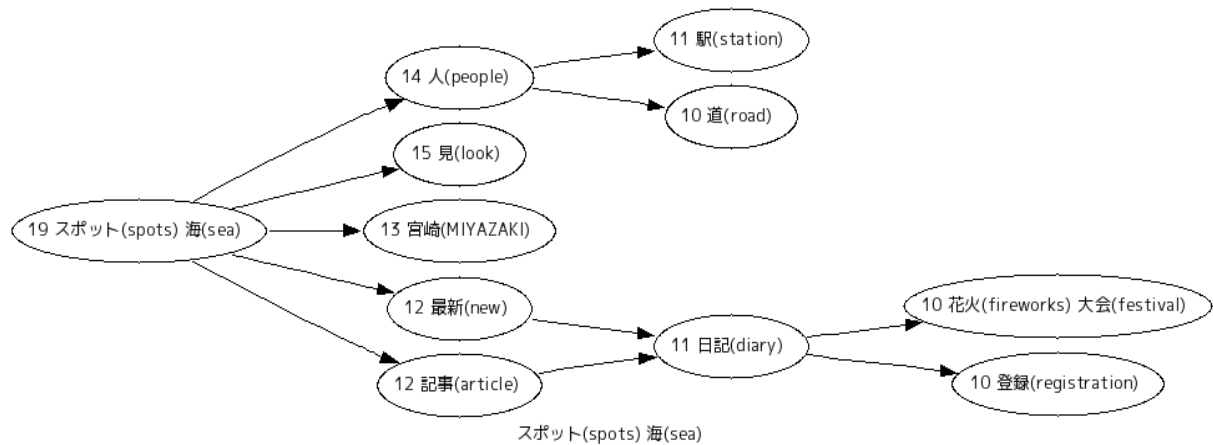 11 駅(station)
14 人(people)
10 道(road)
15 見(look)
19 スポット(spots) 海(sea)
13 宮崎(MIYAZAKI)
12 最新(new)
10 花火(fireworks) 大会(festival)
11 日記(diary)
12 記事(article)
10 登録(registration)
スポット(spots) 海(sea)